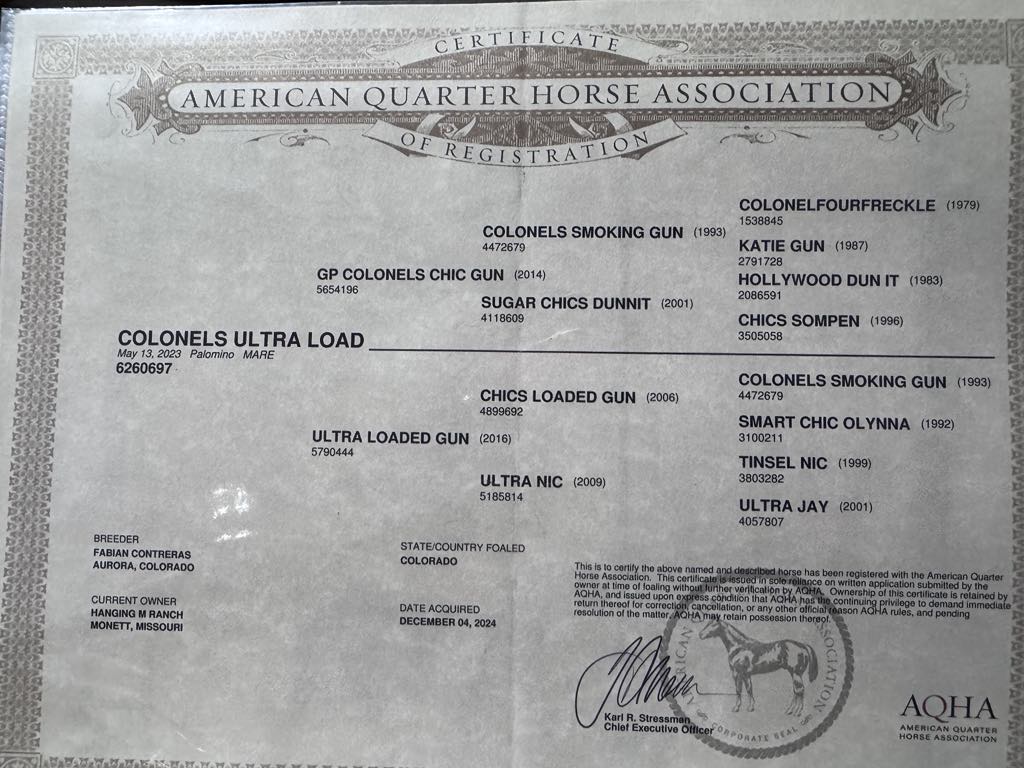 CERTIFICATE
AMERICAN QUARTER HORSE ASSOCIATION
OF REGISTRATION
COLONELFOURFRECKLE (1979)
1538845
COLONELS SMOKING GUN (1993)
4472679
KATIE GUN (1987)
2791728
GP COLONELS CHIC GUN (2014)
5654196
HOLLYWOOD DUN IT (1983)
2086591
SUGAR CHICS DUNNIT (2001)
4118609
CHICS SOMPEN (1996)
3505058
COLONELS ULTRA LOAD
May 13, 2023 Palomino MARE
6260697
COLONELS SMOKING GUN (1993)
4472679
CHICS LOADED GUN (2006)
4899692
SMART CHIC OLYNNA (1992)
3100211
ULTRA LOADED GUN (2016)
5790444
TINSEL NIC (1999)
3803282
ULTRA NIC (2009)
5185814
ULTRA JAY (2001)
4057807
BREEDER
FABIAN CONTRERAS
AURORA, COLORADO
STATE/COUNTRY FOALED
COLORADO
CURRENT OWNER
HANGING M RANCH
MONETT, MISSOURI
DATE ACQUIRED
DECEMBER 04, 2024
This is to certify the above named and described horse has been registered with the American Quarter
Horse Association. This certificate is issued in sole reliance on written application submitted by the
owner at time of foaling without further verification by AQHA. Ownership of this certificate is retained by
AQHA, and issued upon express condition that AQHA has the continuing privilege to demand immediate
return thereof for correction, cancellation, or any other official reason AQHA rules, and pending
resolution of the matter, AQHA may retain possession thereof.
Karl R. Stressman
Chief Executive Officer
CORPORATE SEAL
AQHA
AMERICAN QUARTER
HORSE ASSOCIATION